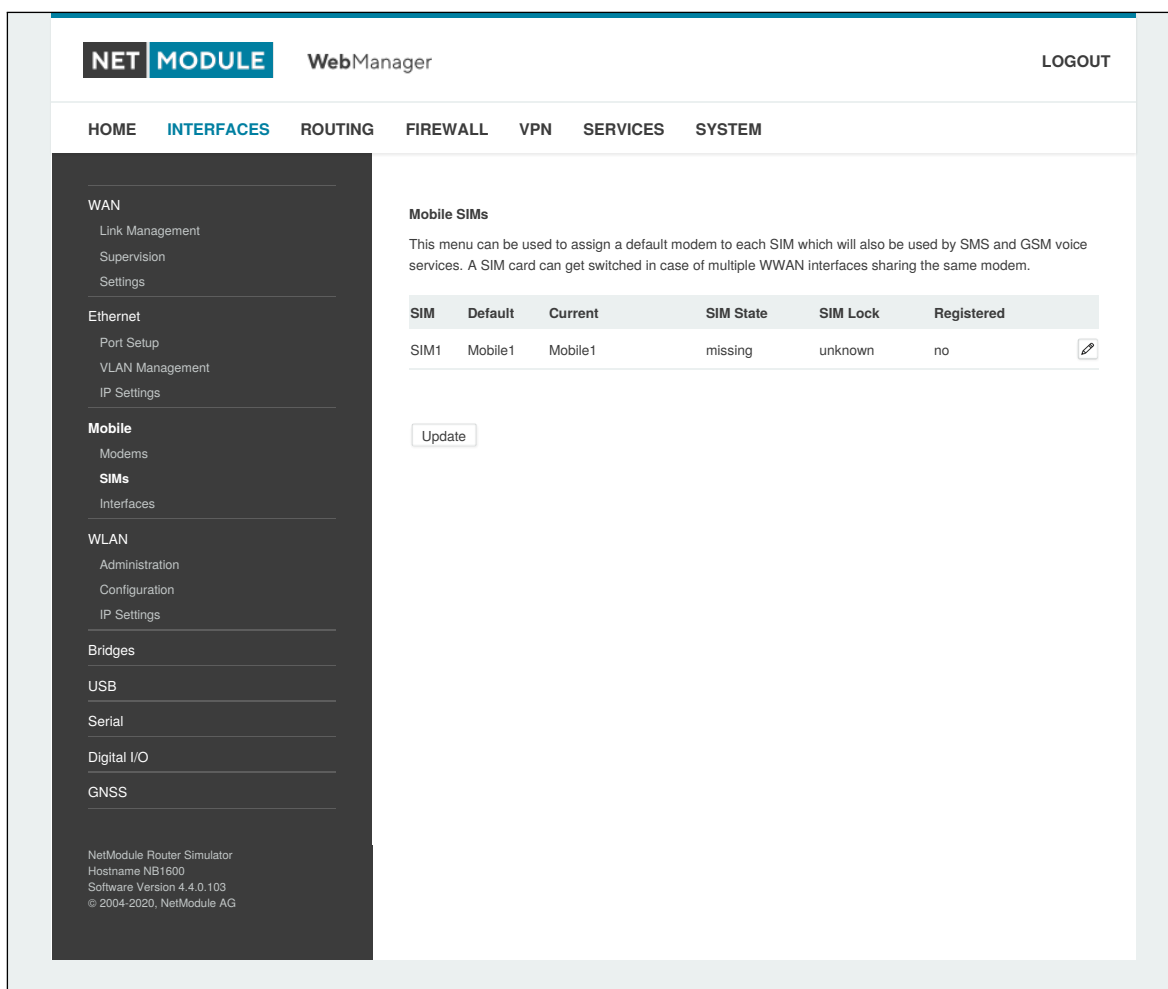 NET MODULE WebManager LOGOUT
HOME INTERFACES ROUTING FIREWALL VPN SERVICES SYSTEM
WAN
Link Management
Supervision
Settings
Ethernet
Port Setup
VLAN Management
IP Settings
Mobile
Modems
SIMs
Interfaces
WLAN
Administration
Configuration
IP Settings
Bridges
USB
Serial
Digital I/O
GNSS
NetModule Router Simulator
Hostname NB1600
Software Version 4.4.0.103
© 2004-2020, NetModule AG
Mobile SIMs
This menu can be used to assign a default modem to each SIM which will also be used by SMS and GSM voice
services. A SIM card can get switched in case of multiple WWAN interfaces sharing the same modem.
SIM Default Current SIM State SIM Lock Registered
SIM1 Mobile1 Mobile1 missing unknown no
Update